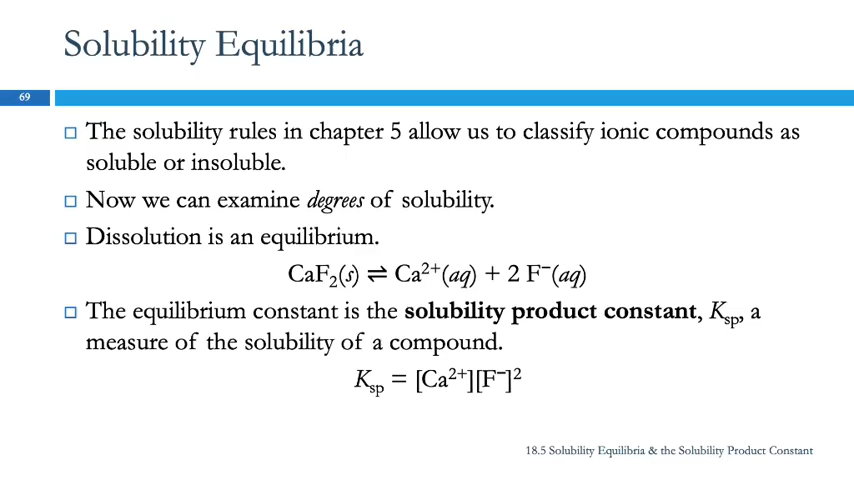 Solubility Equilibria
69
The solubility rules in chapter 5 allow us to classify ionic compounds as
soluble or insoluble.
Now we can examine degrees of solubility.
Dissolution is an equilibrium.
CaF₂(s) ⇌ Ca²⁺(aq) + 2 F⁻(aq)
The equilibrium constant is the solubility product constant, Kₛₚ, a
measure of the solubility of a compound.
Kₛₚ = [Ca²⁺][F⁻]²
18.5 Solubility Equilibria & the Solubility Product Constant